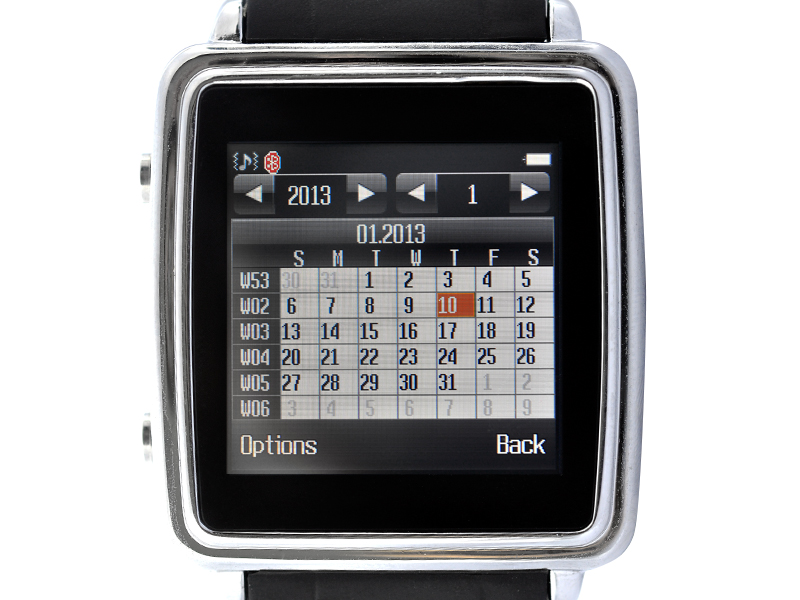 2013 1
01.2013
S M T W T F S
W53 30 31 1 2 3 4 5
W02 6 7 8 9 10 11 12
W03 13 14 15 16 17 18 19
W04 20 21 22 23 24 25 26
W05 27 28 29 30 31 1 2
W06 3 4 5 6 7 8 9
Options Back